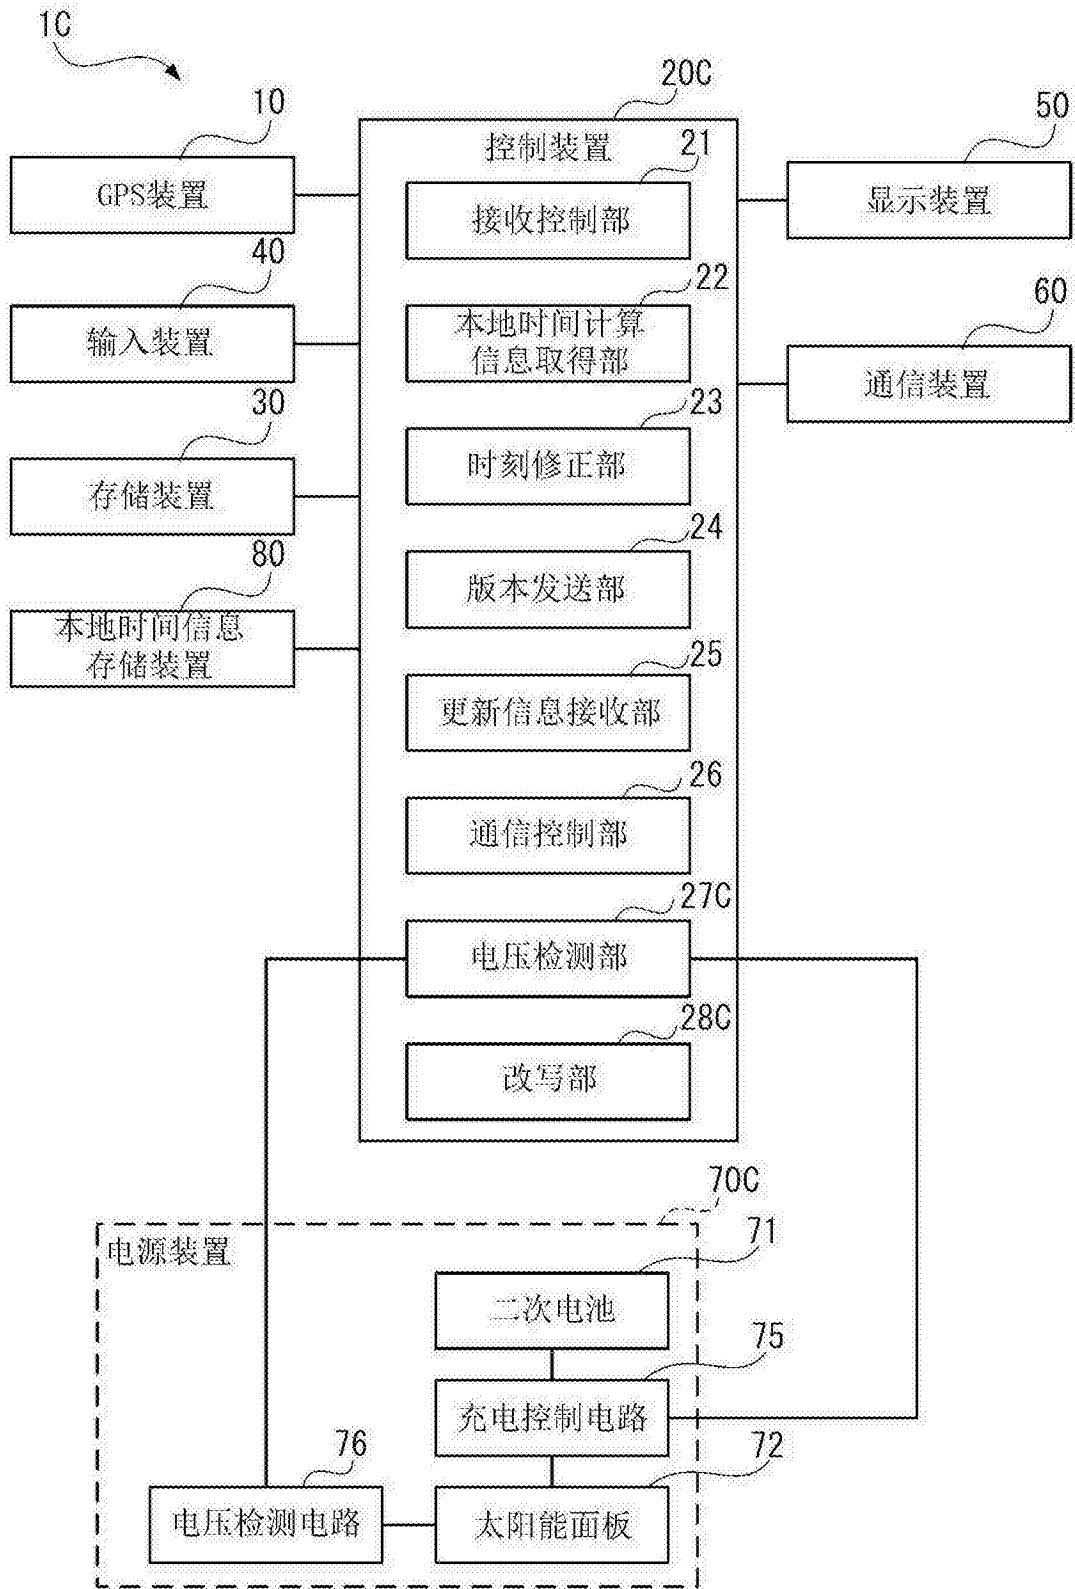 1C
10
GPS装置
40
输入装置
30
存储装置
80
本地时间信息
存储装置
20C
控制装置
21
接收控制部
22
本地时间计算
信息取得部
23
时刻修正部
24
版本发送部
25
更新信息接收部
26
通信控制部
27C
电压检测部
28C
改写部
50
显示装置
60
通信装置
70C
电源装置
71
二次电池
75
充电控制电路
76
电压检测电路
72
太阳能面板